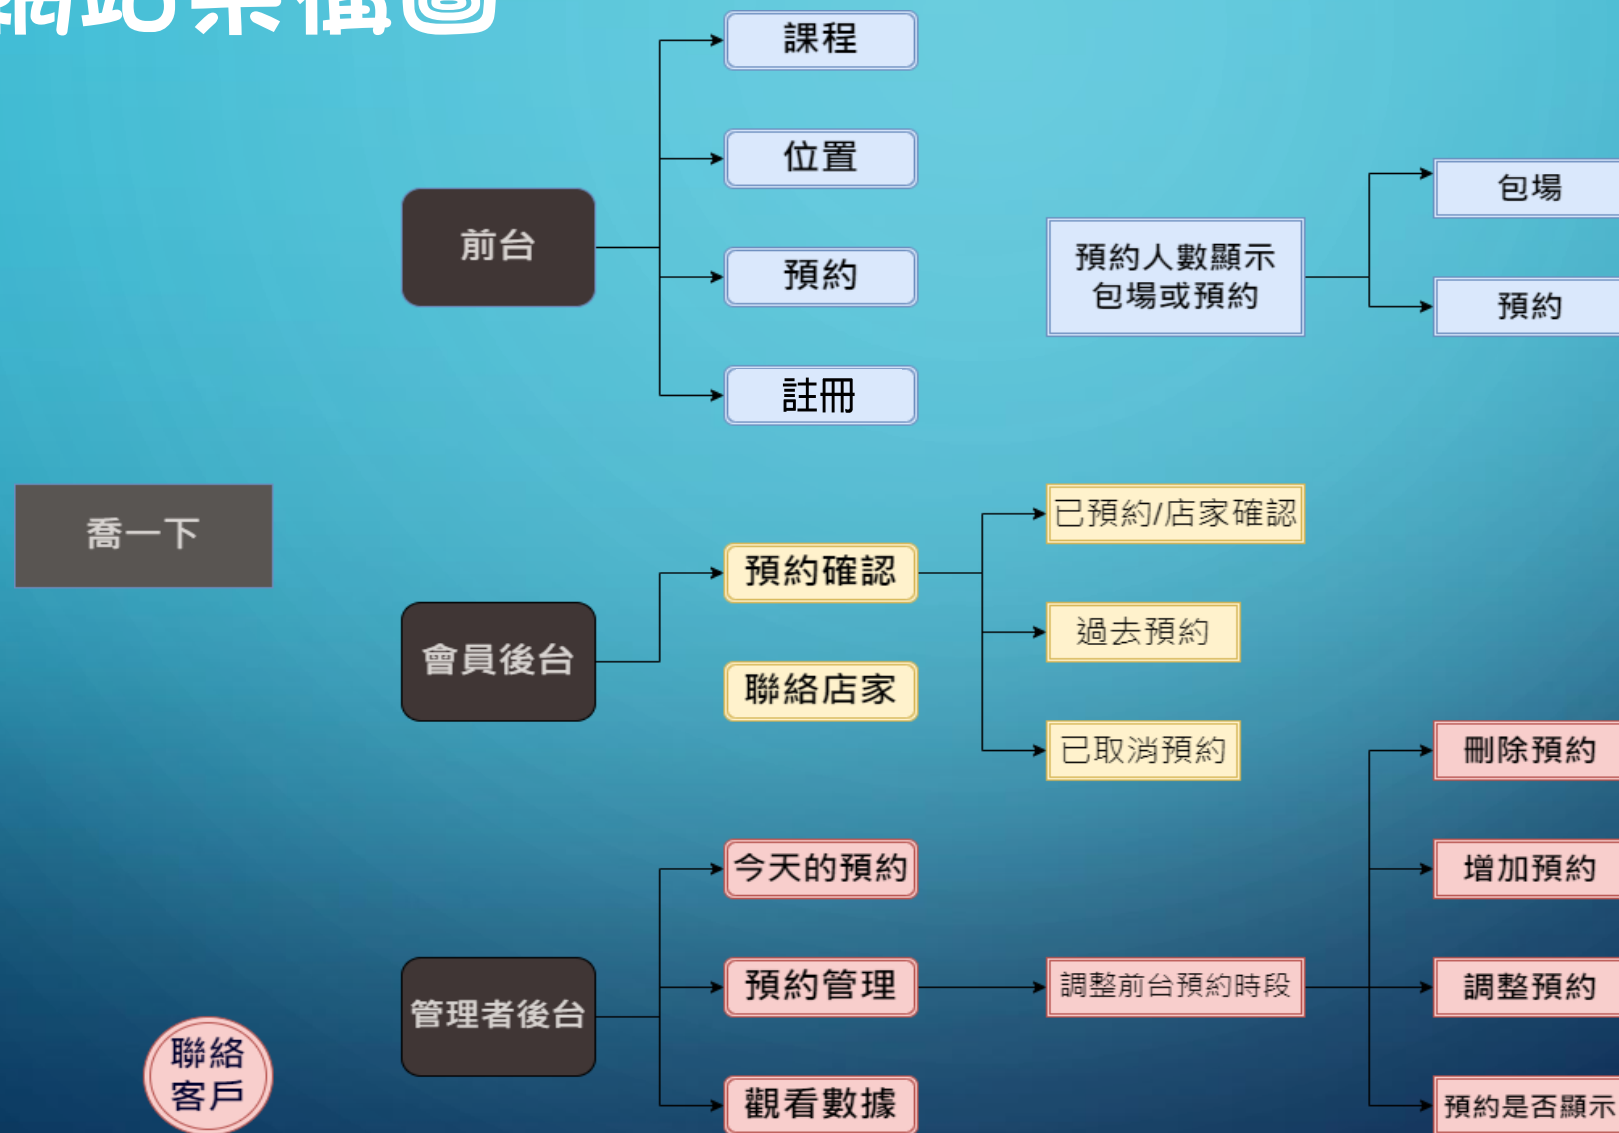 網站架構圖
課程
位置
前台
預約
註冊
預約人數顯示
包場或預約
包場
預約
喬一下
會員後台
預約確認
聯絡店家
已預約/店家確認
過去預約
已取消預約
管理者後台
今天的預約
預約管理
觀看數據
調整前台預約時段
刪除預約
增加預約
調整預約
預約是否顯示
聯絡
客戶